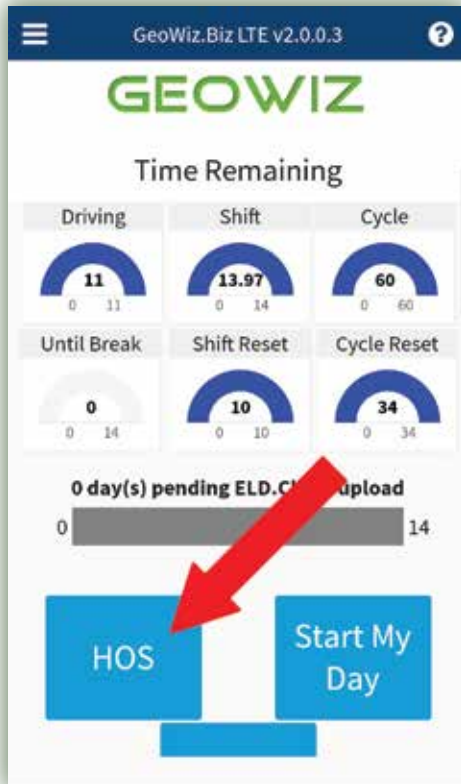 GeoWiz.Biz LTE v2.0.0.3 ?
GEOWIZ
Time Remaining
Driving Shift Cycle
11 13.97 60
0 11 0 14 0 60
Until Break Shift Reset Cycle Reset
0 10 34
0 14 0 10 0 34
0 day(s) pending upload
0 14
HOS
Start My
Day